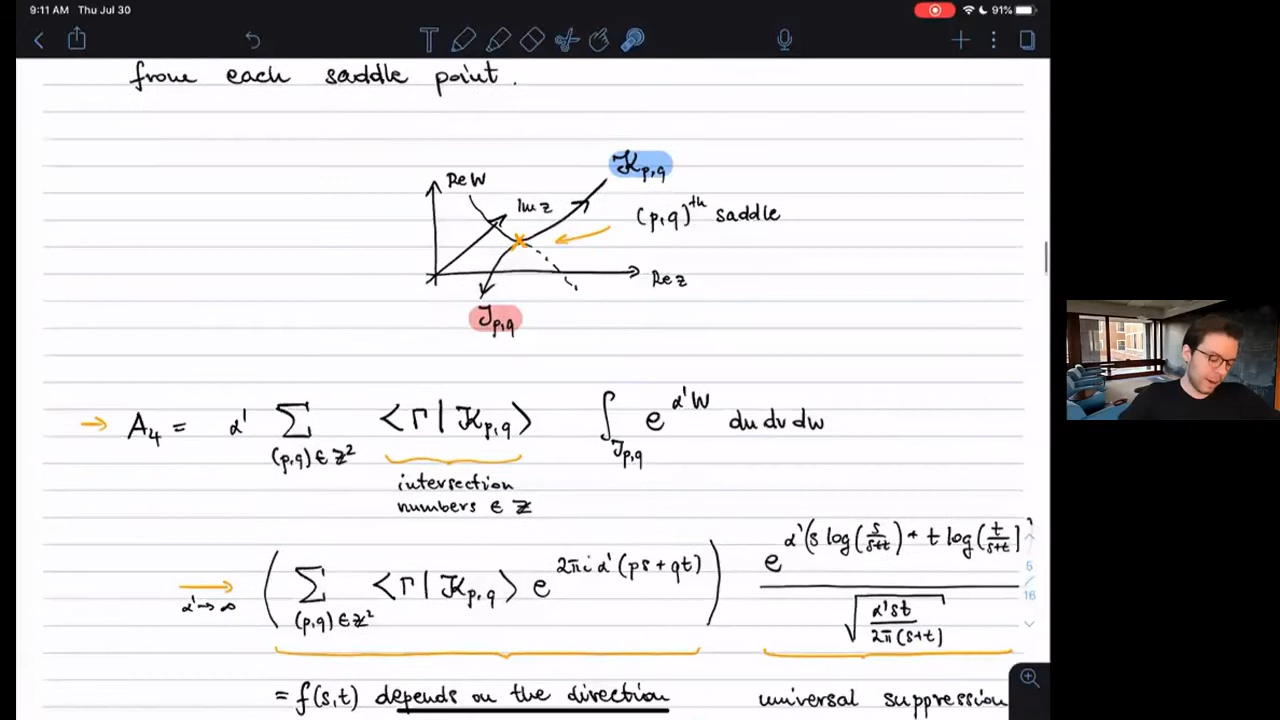 9:11 AM Thu Jul 30
91%
from each saddle point.
Re W
Im z
Re z
𝒦p,q
(p,q)th saddle
𝒥p,q
→ A4 = α' Σ(p,q)∈ℤ² <Γ|𝒦p,q> ∫𝒥p,q e^{α'W} du dv dw
intersection
numbers ∈ ℤ
→ α'→∞ ( Σ(p,q)∈ℤ² <Γ|𝒦p,q> e^{2πiα'(ps+qt)} ) e^{α'(s log(s/(s+t)) + t log(t/(s+t))} / √(α'st / 2π(s+t))
5
/
16
= f(s,t) depends on the direction
universal suppression